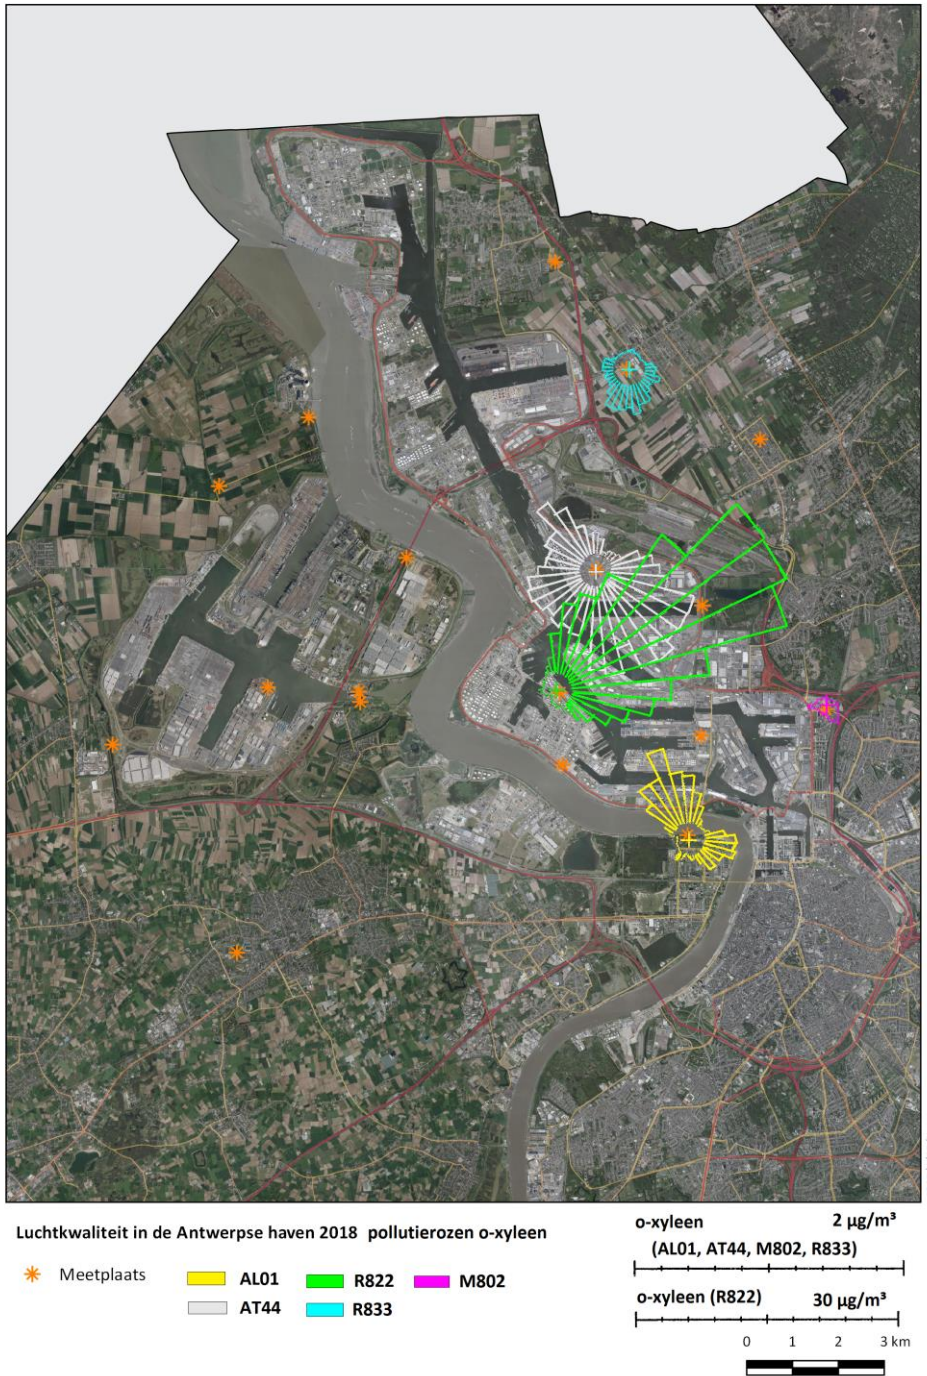 Luchtkwaliteit in de Antwerpse haven 2018 pollutierozen o-xyleen
Meetplaats
AL01
R822
M802
AT44
R833
o-xyleen 2 µg/m³
(AL01, AT44, M802, R833)
o-xyleen (R822) 30 µg/m³
0 1 2 3 km